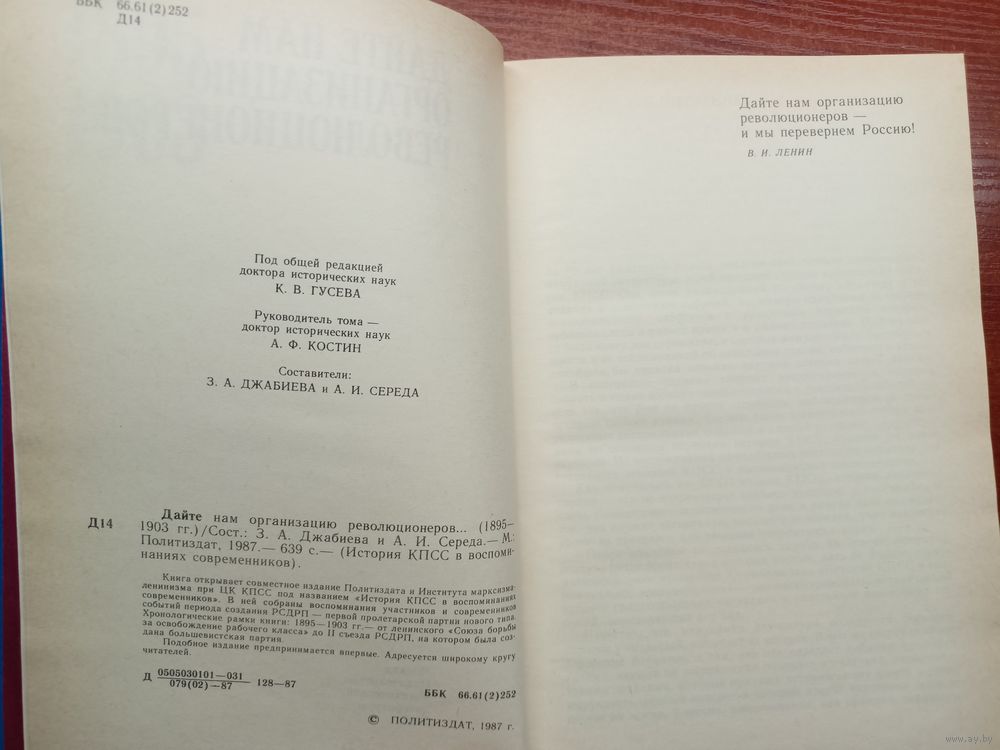 ББК 66.61(2)252
Д14
Под общей редакцией
доктора исторических наук
К. В. ГУСЕВА
Руководитель тома —
доктор исторических наук
А. Ф. КОСТИН
Составители:
З. А. ДЖАБИЕВА и А. И. СЕРЕДА
Д14
Дайте нам организацию революционеров... (1895—
1903 гг.)/Сост.: З. А. Джабиева и А. И. Середа.— М.:
Политиздат, 1987.— 639 с.— (История КПСС в воспоми-
наниях современников).
Книга открывает совместное издание Политиздата и Института марксизма-
ленинизма при ЦК КПСС под названием «История КПСС в воспоминаниях
современников». В ней собраны воспоминания участников и современников
событий периода создания РСДРП — первой пролетарской партии нового типа.
Хронологические рамки книги: 1895—1903 гг.— от ленинского «Союза борьбы
за освобождение рабочего класса» до II съезда РСДРП, на котором была соз-
дана большевистская партия.
Подобное издание предпринимается впервые. Адресуется широкому кругу
читателей.
Д 0505030101—031
079(02)—87 128—87
ББК 66.61(2)252
© ПОЛИТИЗДАТ, 1987 г.
Дайте нам организацию
революционеров —
и мы перевернем Россию!
В. И. ЛЕНИН
www.ay.by